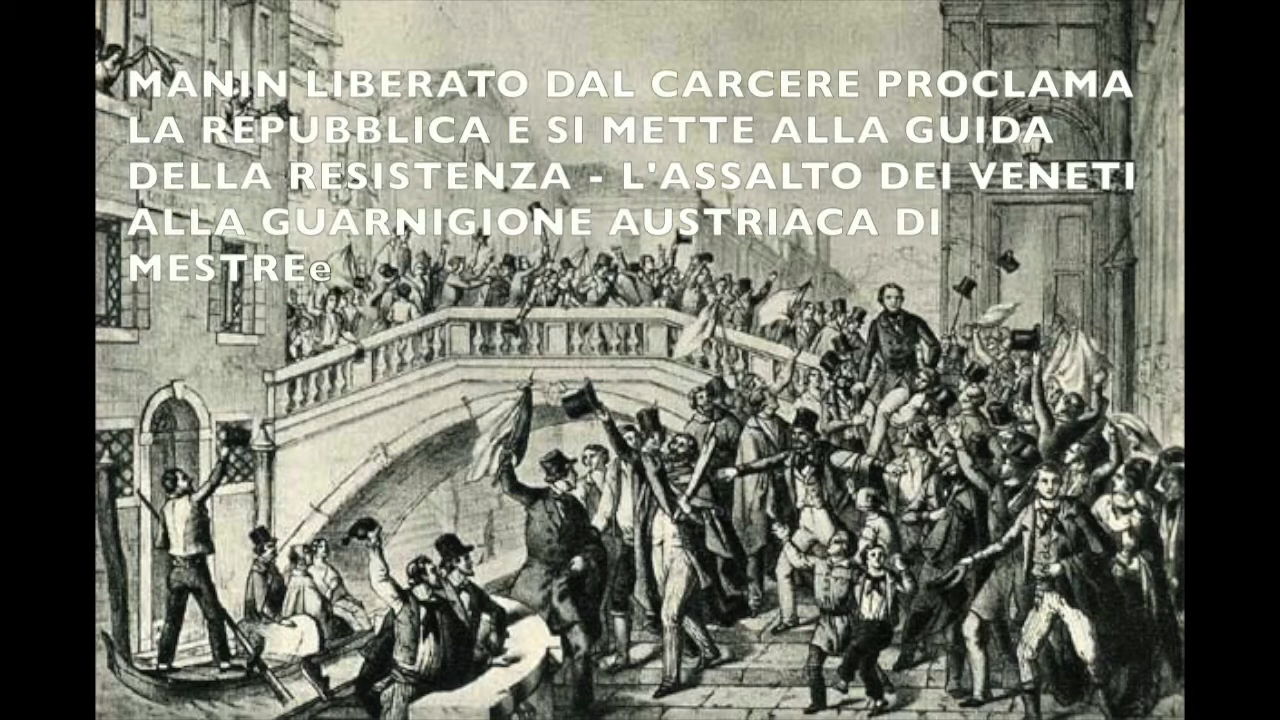 MANIN LIBERATO DAL CARCERE PROCLAMA
LA REPUBBLICA E SI METTE ALLA GUIDA
DELLA RESISTENZA - L'ASSALTO DEI VENETI
ALLA GUARNIGIONE AUSTRIACA DI
MESTREe